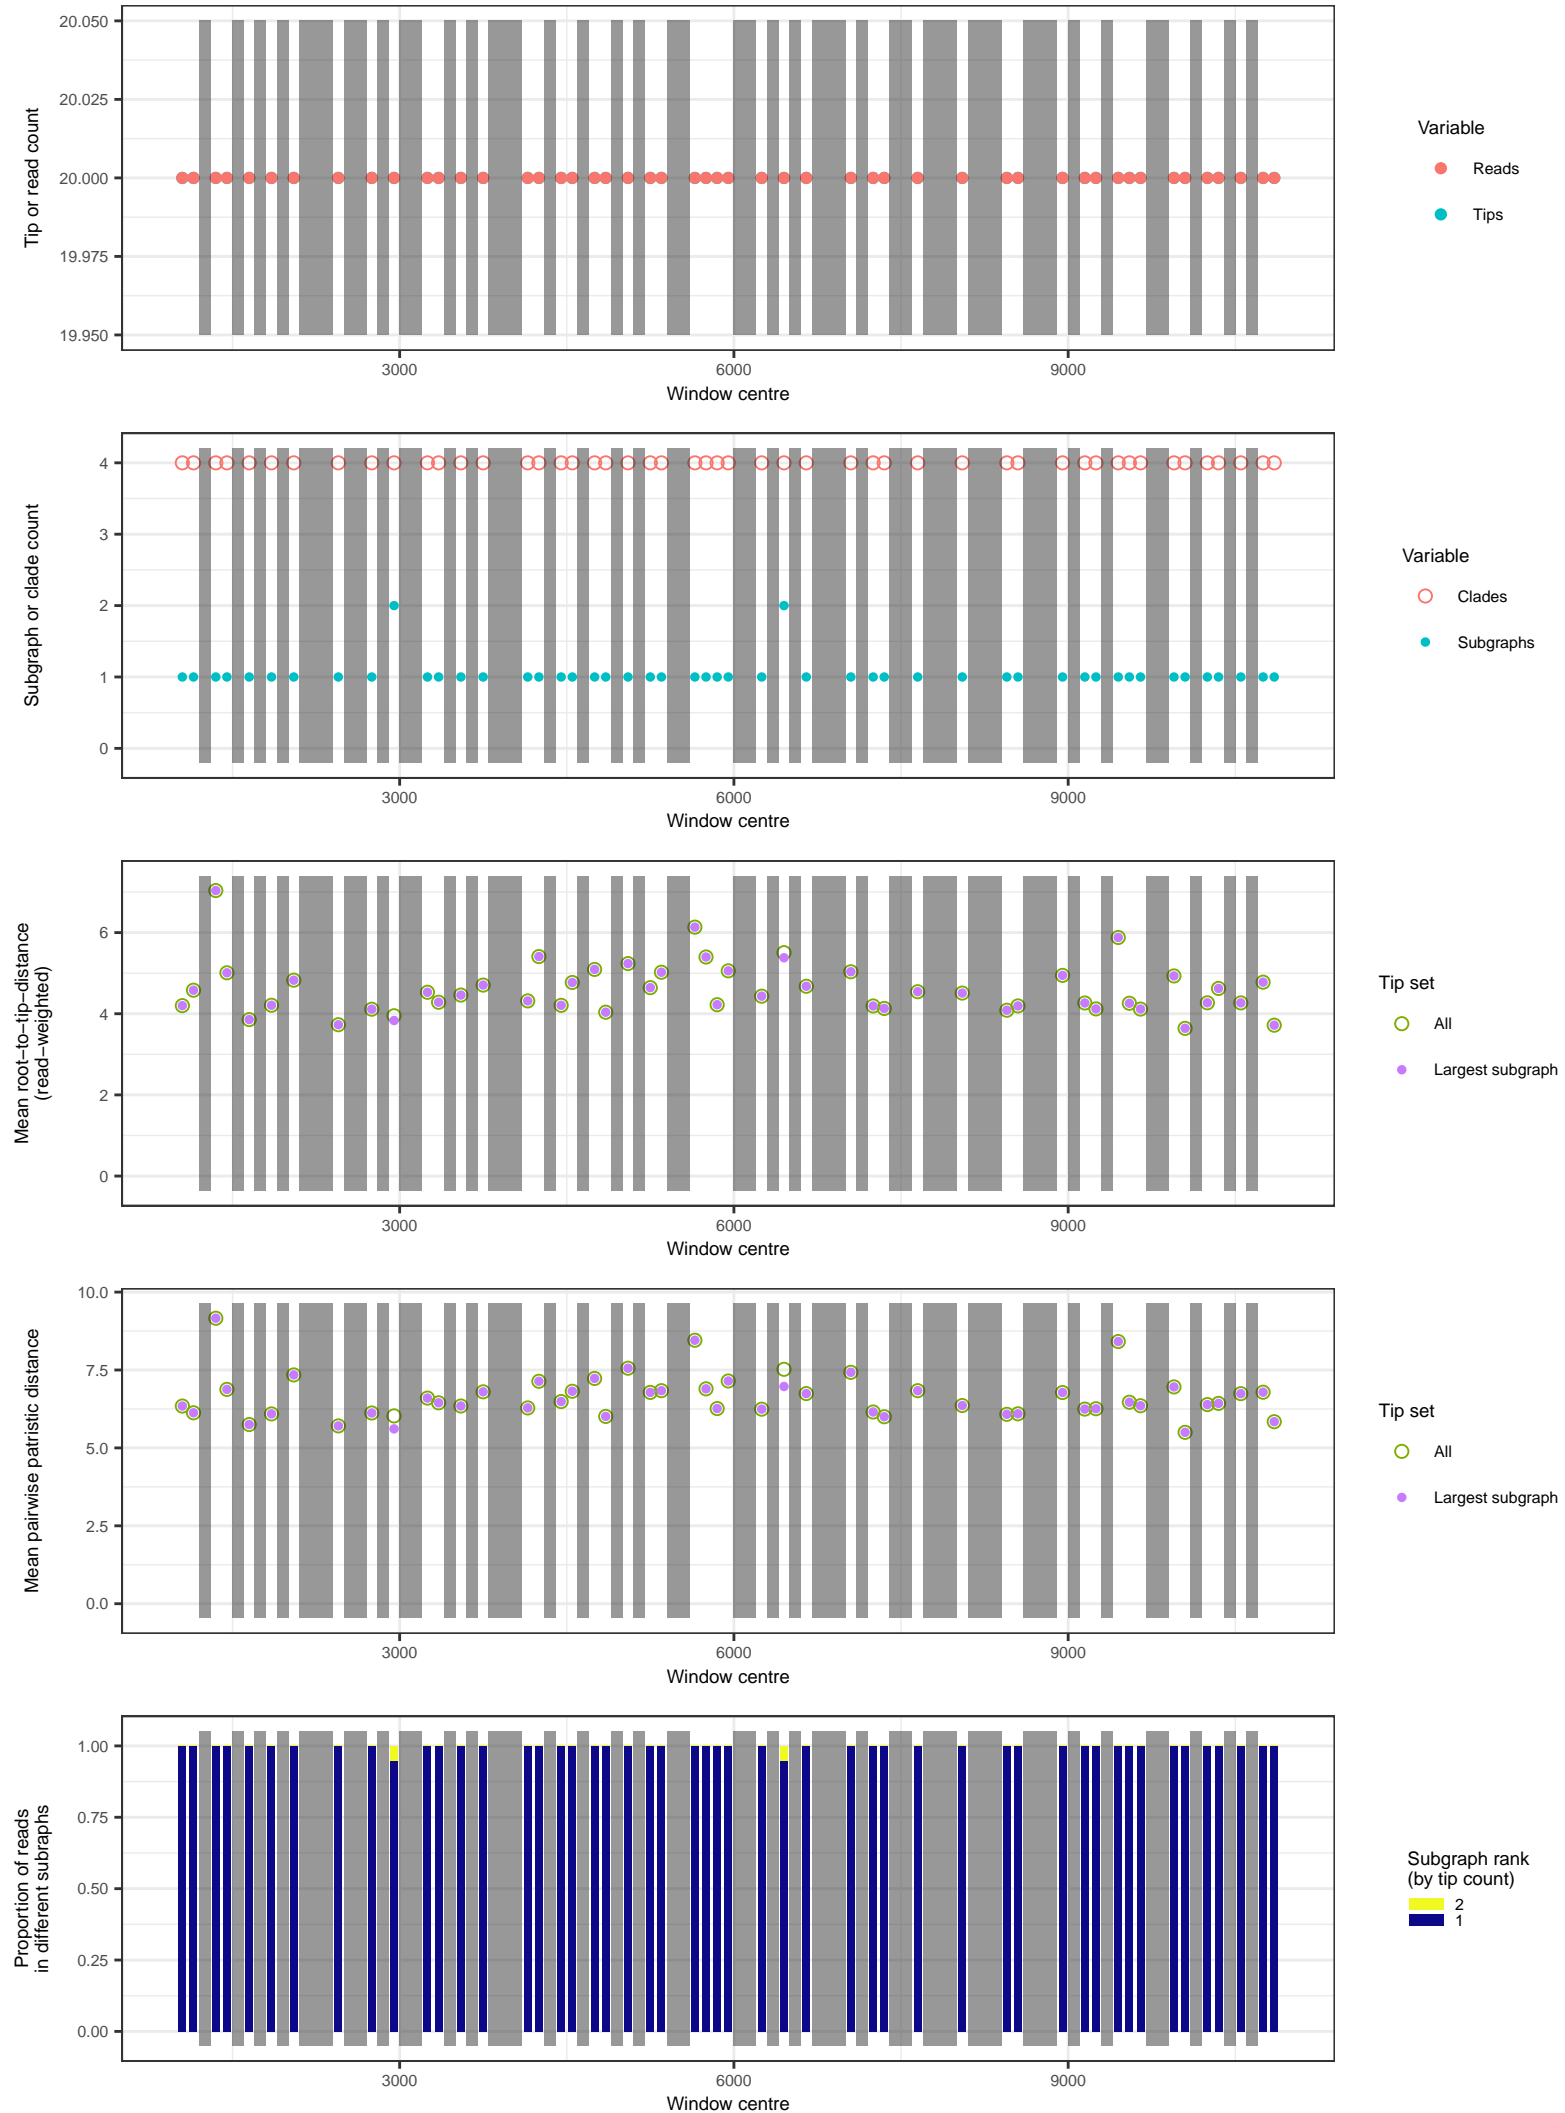 20.050
20.025
20.000
19.975
19.950
Tip or read count
3000
6000
9000
Window centre
Variable
Reads
Tips
4
3
2
1
0
Subgraph or clade count
3000
6000
9000
Window centre
Variable
Clades
Subgraphs
6
4
2
0
Mean root−to−tip−distance
(read−weighted)
3000
6000
9000
Window centre
Tip set
All
Largest subgraph
10.0
7.5
5.0
2.5
0.0
Mean pairwise patristic distance
3000
6000
9000
Window centre
Tip set
All
Largest subgraph
1.00
0.75
0.50
0.25
0.00
Proportion of reads
in different subraphs
3000
6000
9000
Window centre
Subgraph rank
(by tip count)
2
1